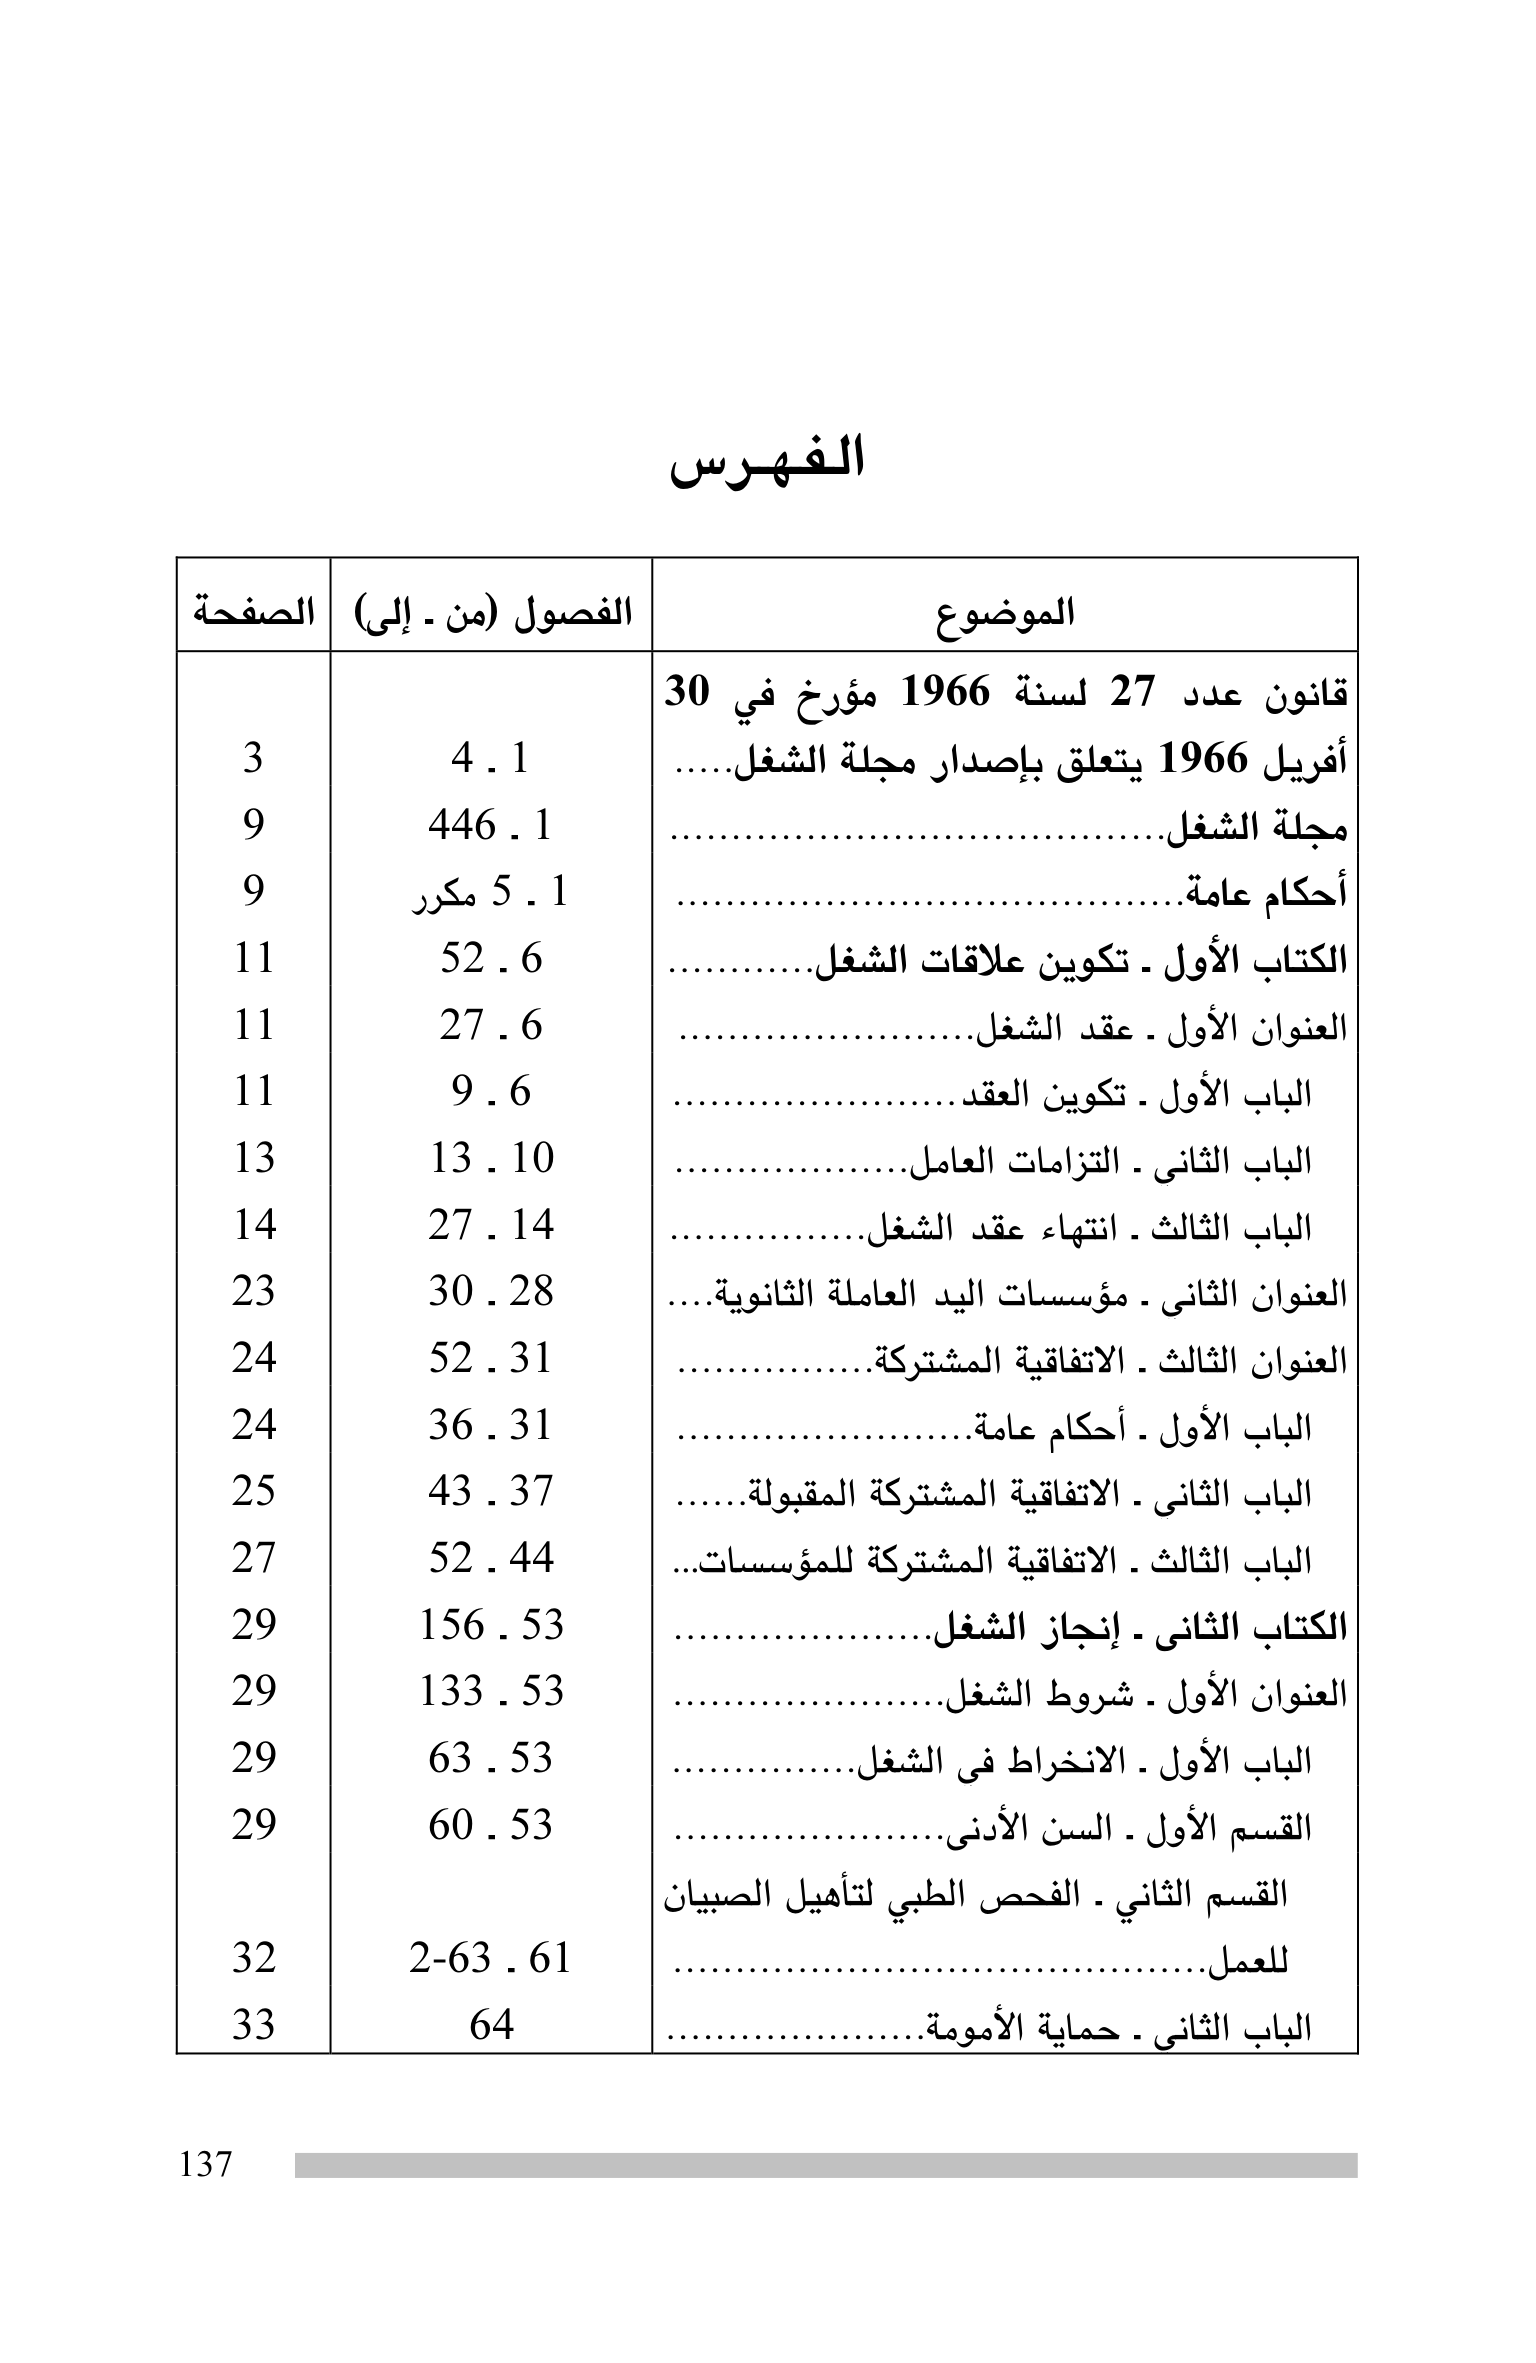 الـفـهـرس
الموضوع الفصول (من ـ إلى) الصفحة
قانون عدد 27 لسنة 1966 مؤرخ في 30
أفريل 1966 يتعلق بإصدار مجلة الشغل..... 1 ـ 4 3
مجلة الشغل........................................ 1 ـ 446 9
أحكام عامة......................................... 1 ـ 5 مكرر 9
الكتاب الأول ـ تكوين علاقات الشغل............ 6 ـ 52 11
العنوان الأول ـ عقد الشغل........................ 6 ـ 27 11
الباب الأول ـ تكوين العقد....................... 6 ـ 9 11
الباب الثانى ـ التزامات العامل................... 10 ـ 13 13
الباب الثالث ـ انتهاء عقد الشغل................ 14 ـ 27 14
العنوان الثانى ـ مؤسسات اليد العاملة الثانوية.... 28 ـ 30 23
العنوان الثالث ـ الاتفاقية المشتركة................ 31 ـ 52 24
الباب الأول ـ أحكام عامة........................ 31 ـ 36 24
الباب الثانى ـ الاتفاقية المشتركة المقبولة...... 37 ـ 43 25
الباب الثالث ـ الاتفاقية المشتركة للمؤسسات... 44 ـ 52 27
الكتاب الثانى ـ إنجاز الشغل..................... 53 ـ 156 29
العنوان الأول ـ شروط الشغل...................... 53 ـ 133 29
الباب الأول ـ الانخراط فى الشغل............... 53 ـ 63 29
القسم الأول ـ السن الأدنى...................... 53 ـ 60 29
القسم الثاني ـ الفحص الطبي لتأهيل الصبيان
للعمل........................................... 61 ـ 63-2 32
الباب الثانى ـ حماية الأمومة..................... 64 33
137